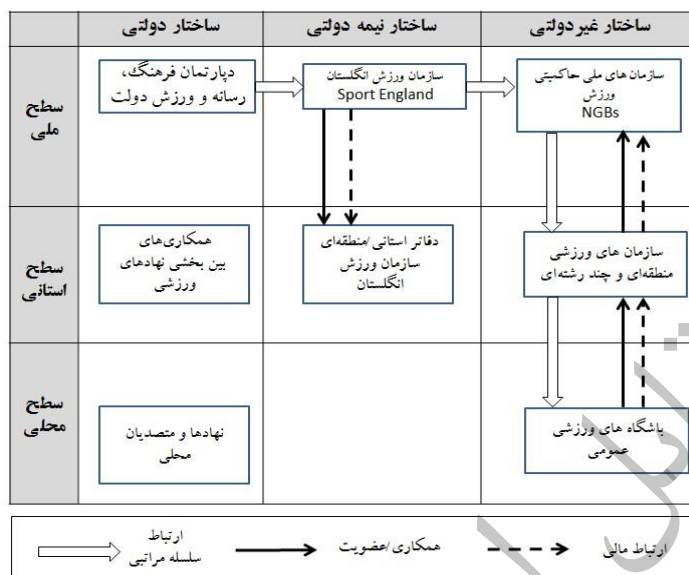 ساختار دولتی
ساختار نیمه دولتی
ساختار غیردولتی
سطح
ملی
دپارتمان فرهنگ،
رسانه و ورزش دولت
سازمان ورزش انگلستان
Sport England
سازمان های ملی حاکمیتی
ورزش
NGBs
سطح
استانی
همکاری‌های
بین بخشی نهادهای
ورزشی
دفاتر استانی/منطقه‌ای
سازمان ورزش
انگلستان
سازمان های ورزشی
منطقه‌ای و چند رشته‌ای
سطح
محلی
نهادها و متصدیان
محلی
باشگاه های ورزشی
عمومی
ارتباط
سلسله مراتبی
همکاری/عضویت
ارتباط مالی